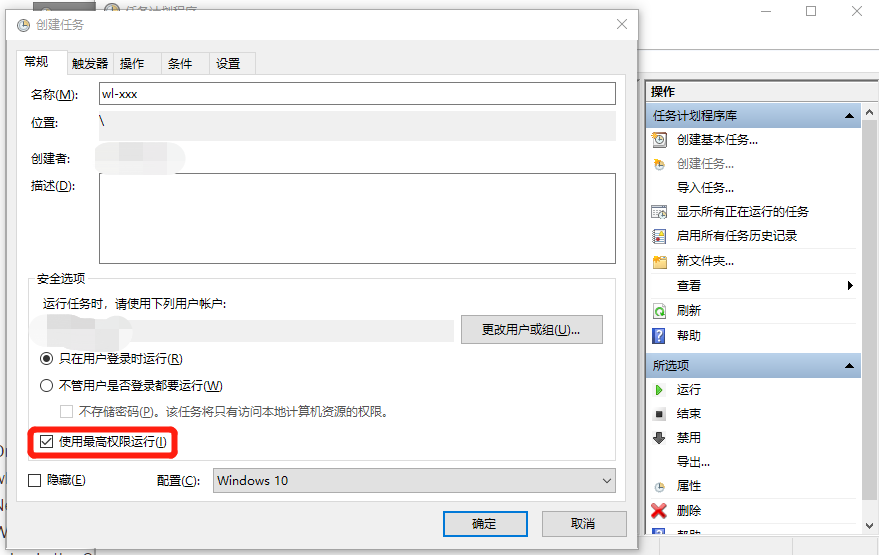 任务计划程序
创建任务
常规 触发器 操作 条件 设置
名称(M): wl-xxx
位置: \
创建者:
描述(D):
安全选项
运行任务时，请使用下列用户帐户:
更改用户或组(U)...
只在用户登录时运行(R)
不管用户是否登录都要运行(W)
不存储密码(P)。该任务将只有访问本地计算机资源的权限。
使用最高权限运行(I)
隐藏(E) 配置(C): Windows 10
确定 取消
操作
任务计划程序库
创建基本任务...
创建任务...
导入任务...
显示所有正在运行的任务
启用所有任务历史记录
新文件夹...
查看
刷新
帮助
所选项
运行
结束
禁用
导出...
属性
删除
帮助